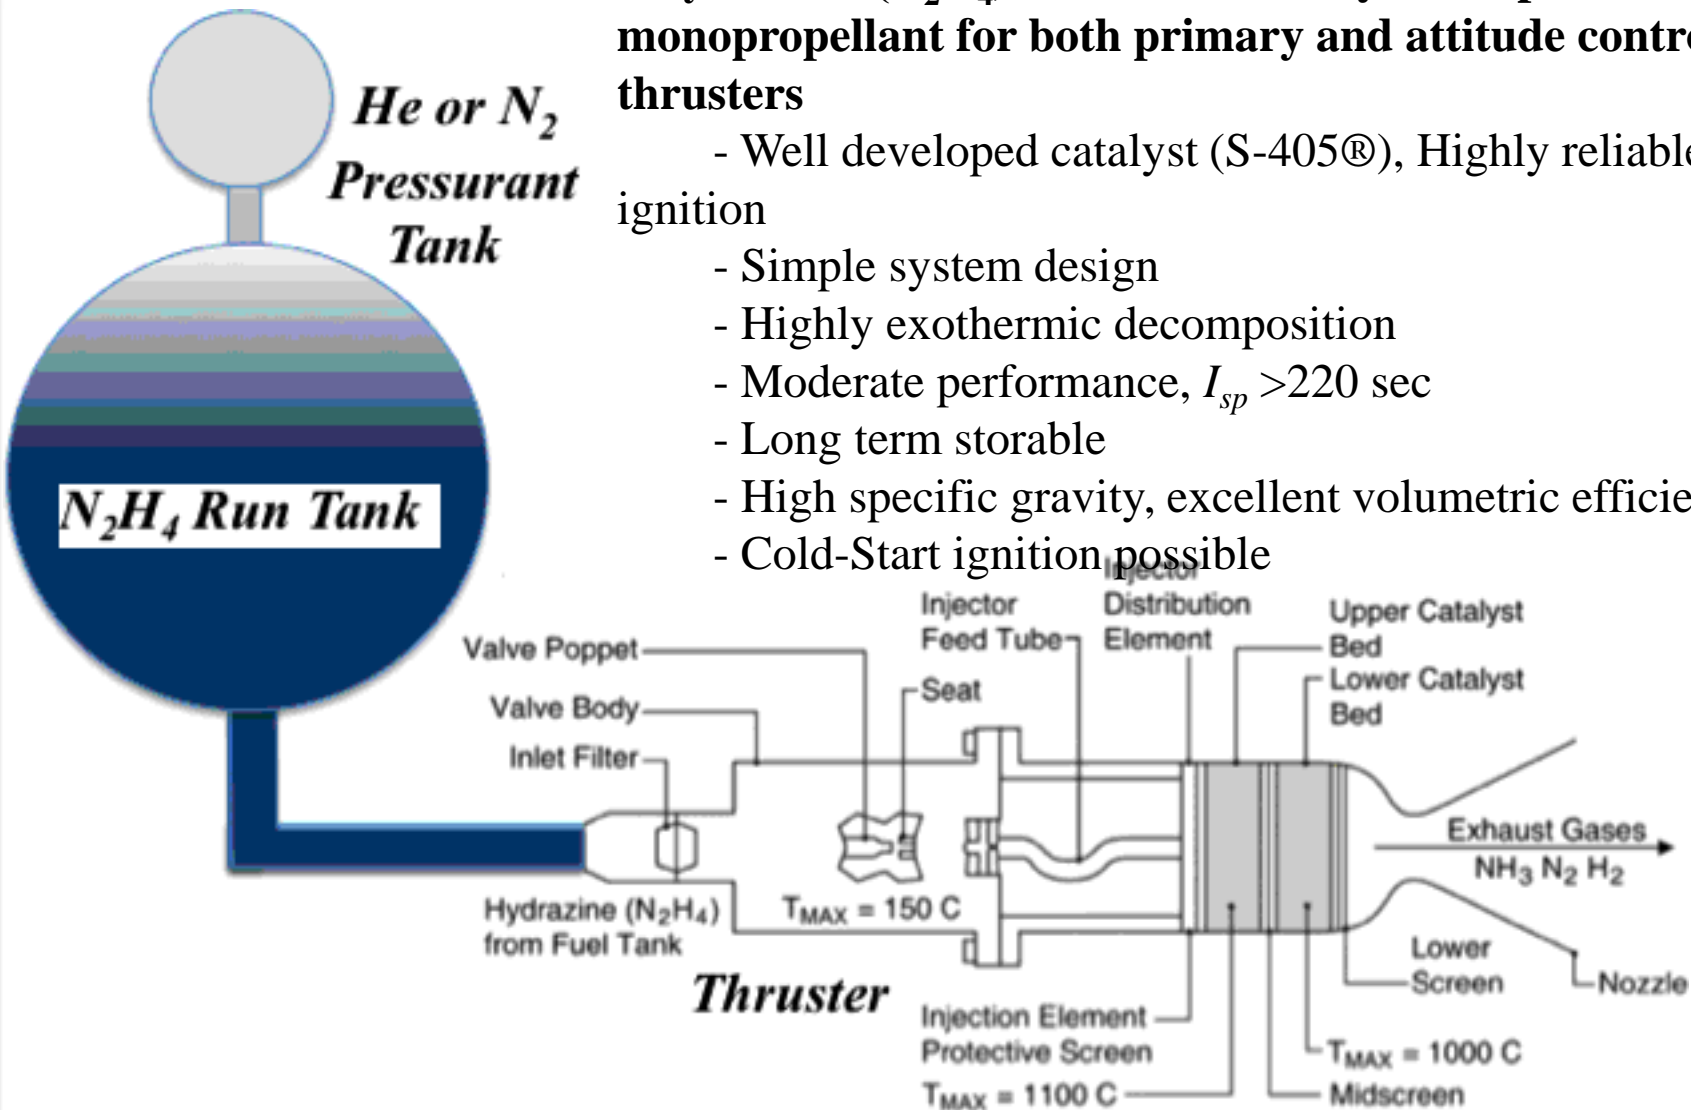 monopropellant for both primary and attitude contr
thrusters
- Well developed catalyst (S-405®), Highly reliable
ignition
- Simple system design
- Highly exothermic decomposition
- Moderate performance, Isp >220 sec
- Long term storable
- High specific gravity, excellent volumetric efficie
- Cold-Start ignition possible
He or N2
Pressurant
Tank
N2H4 Run Tank
Valve Poppet
Valve Body
Inlet Filter
Injector
Feed Tube
Seat
Injector
Distribution
Element
Upper Catalyst
Bed
Lower Catalyst
Bed
Exhaust Gases
NH3 N2 H2
Hydrazine (N2H4)
from Fuel Tank
TMAX = 150 C
Thruster
Injection Element
Protective Screen
TMAX = 1100 C
Lower
Screen
Nozzle
TMAX = 1000 C
Midscreen